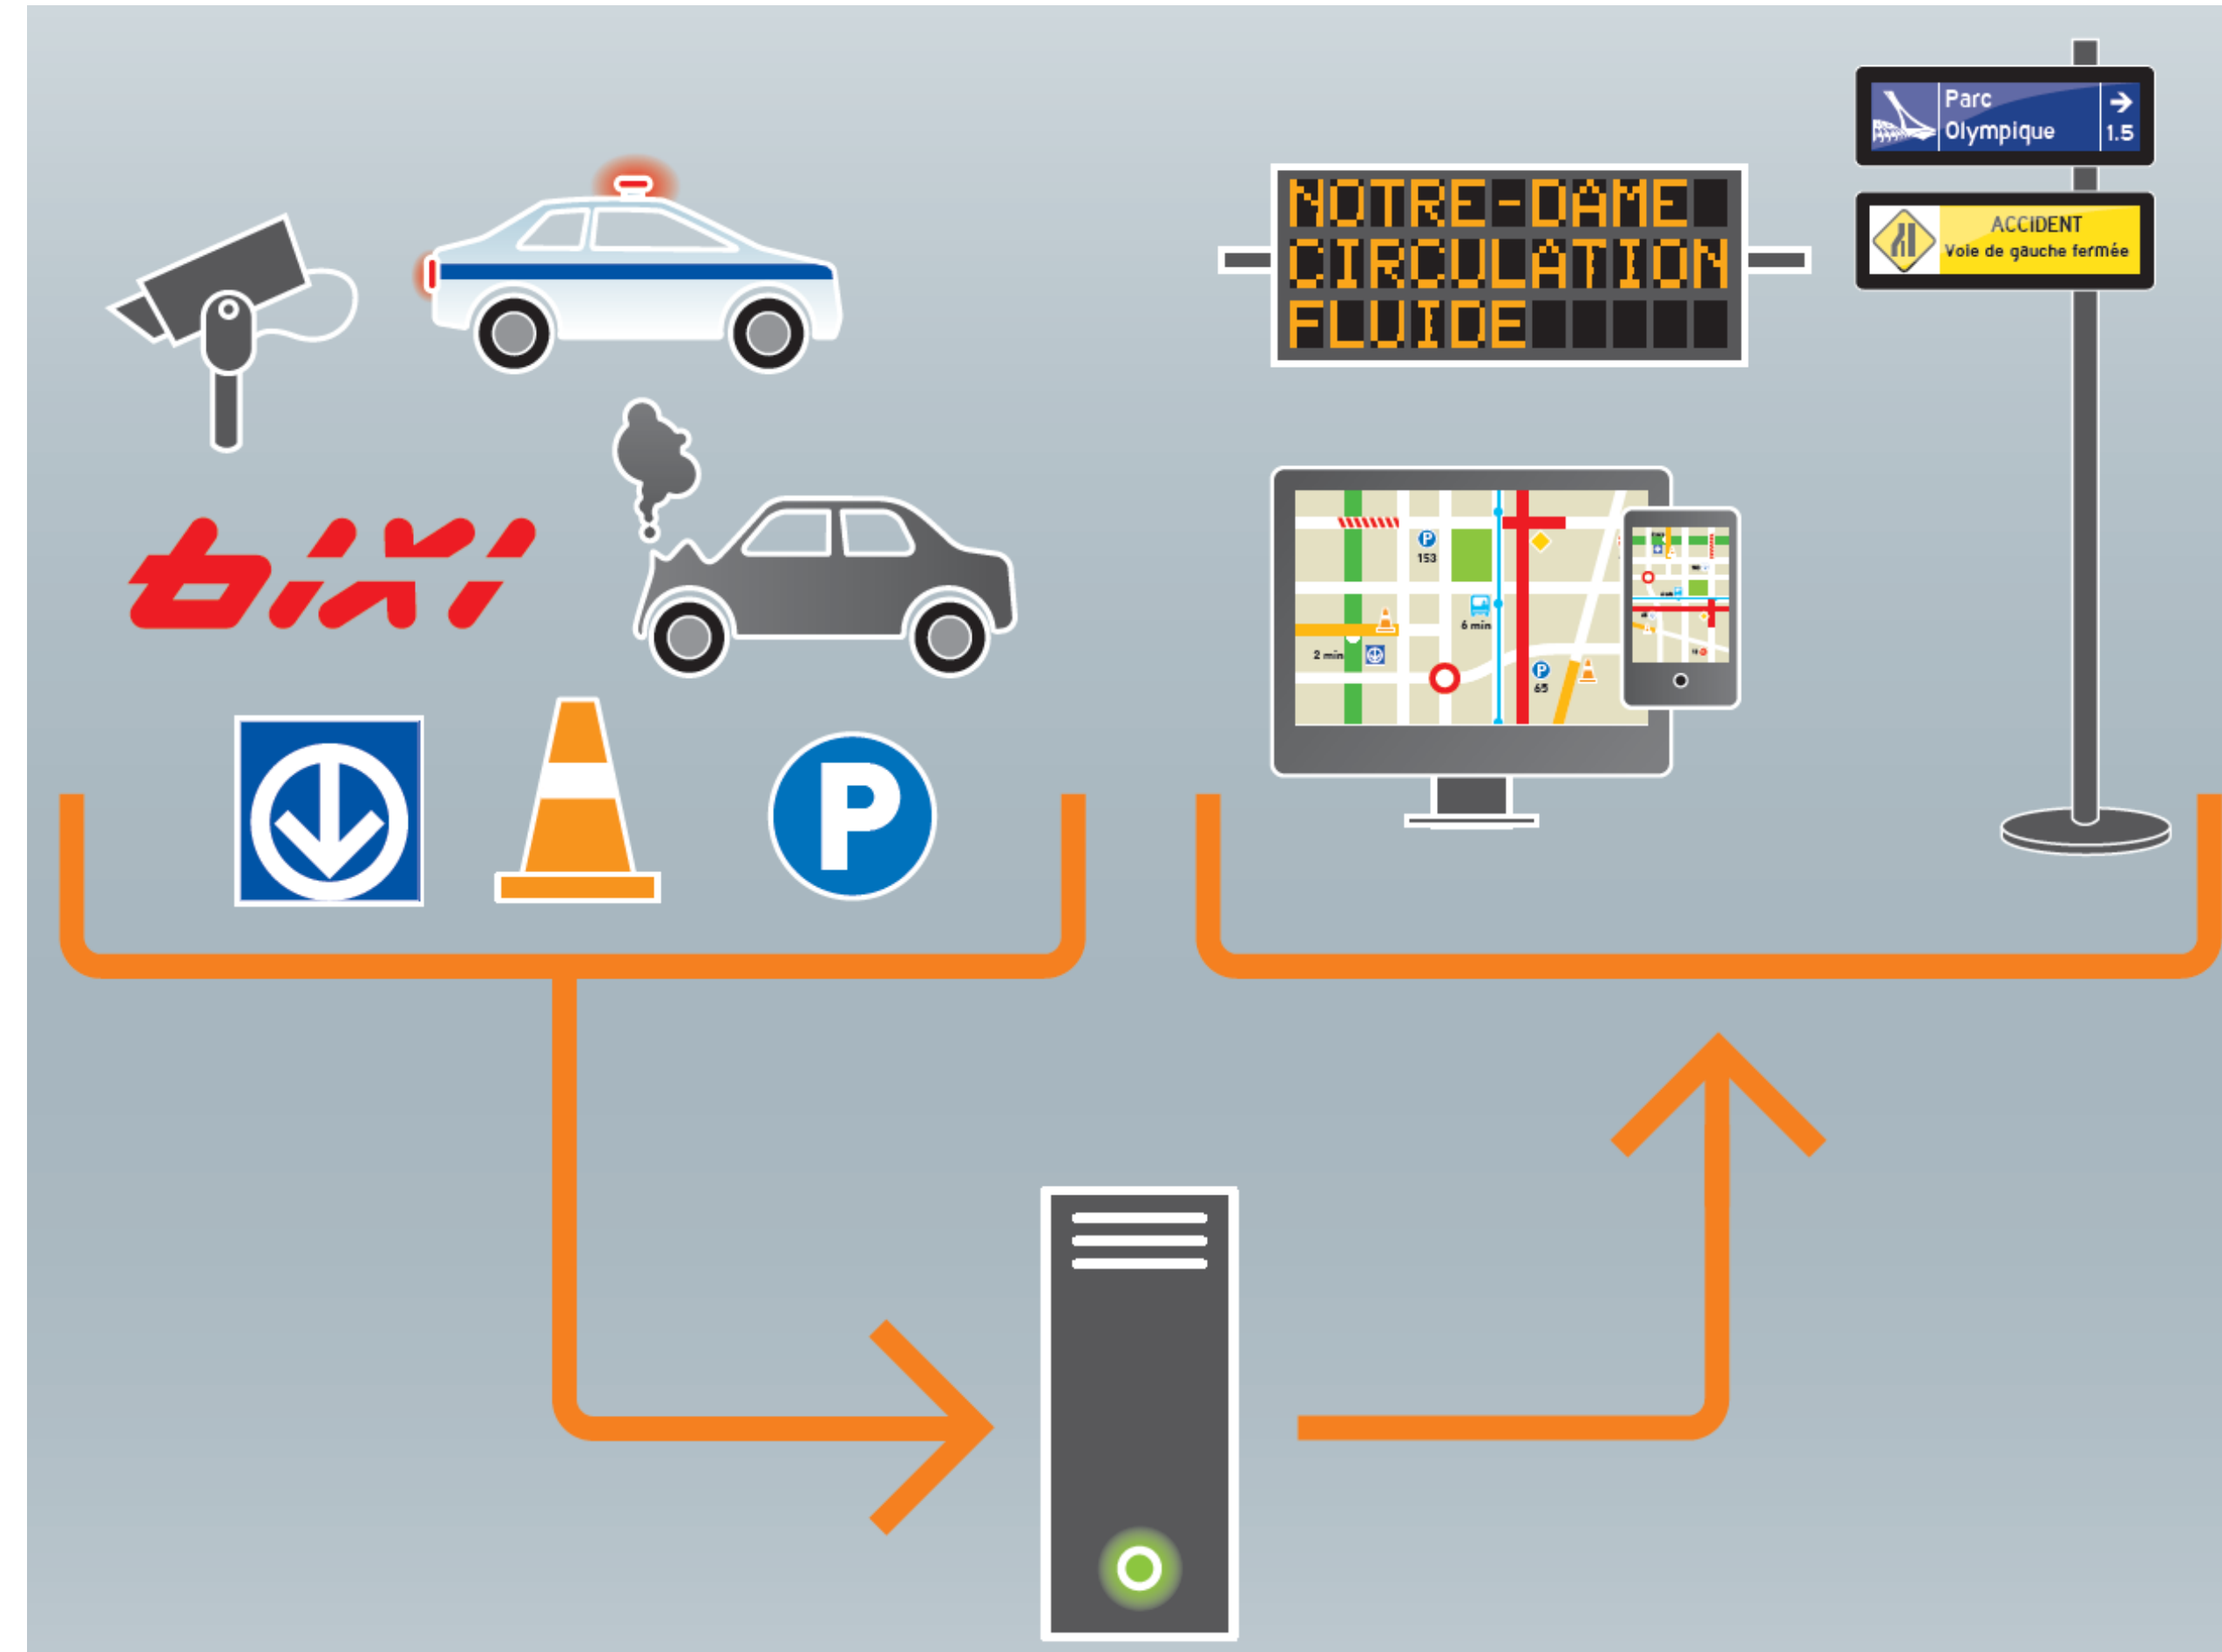 Parc
Olympique
→
1.5
ACCIDENT
Voie de gauche fermée
NOTRE-DAME
CIRCULATION
FLUIDE
bixi
P
153
6 min
2 min
P
65
P